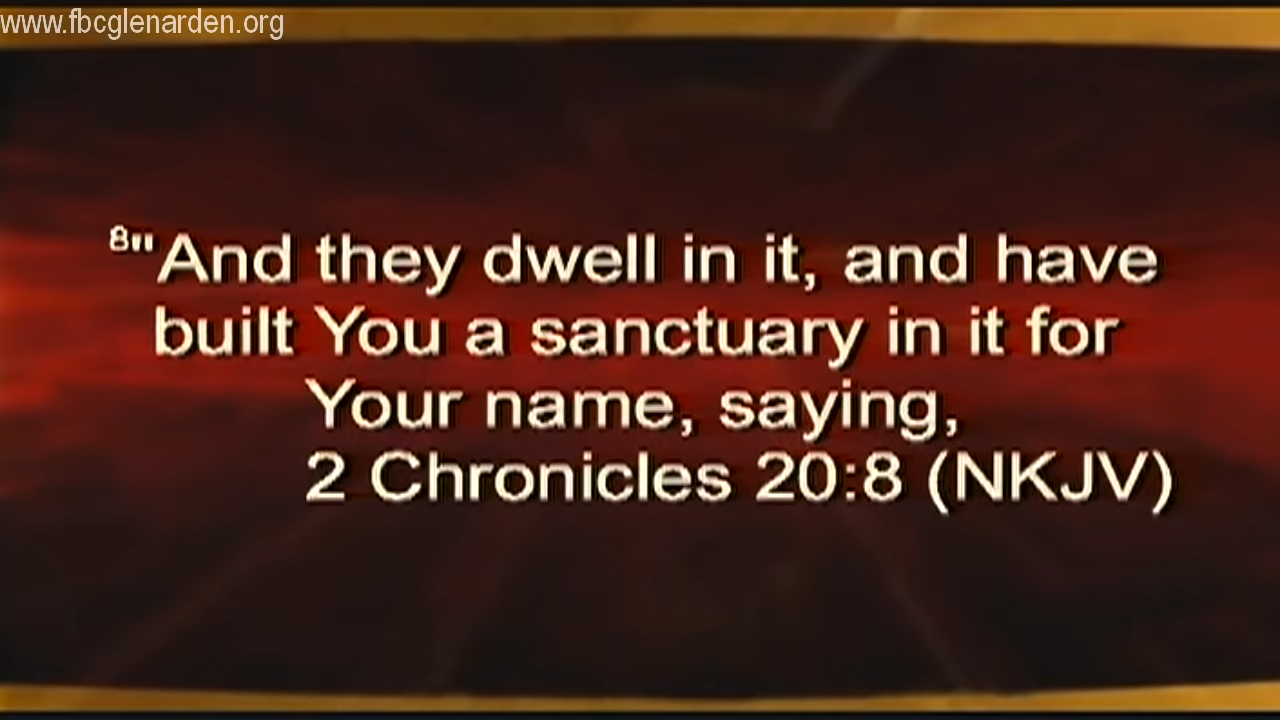 www.fbcglenarden.org
8"And they dwell in it, and have
built You a sanctuary in it for
Your name, saying,
2 Chronicles 20:8 (NKJV)